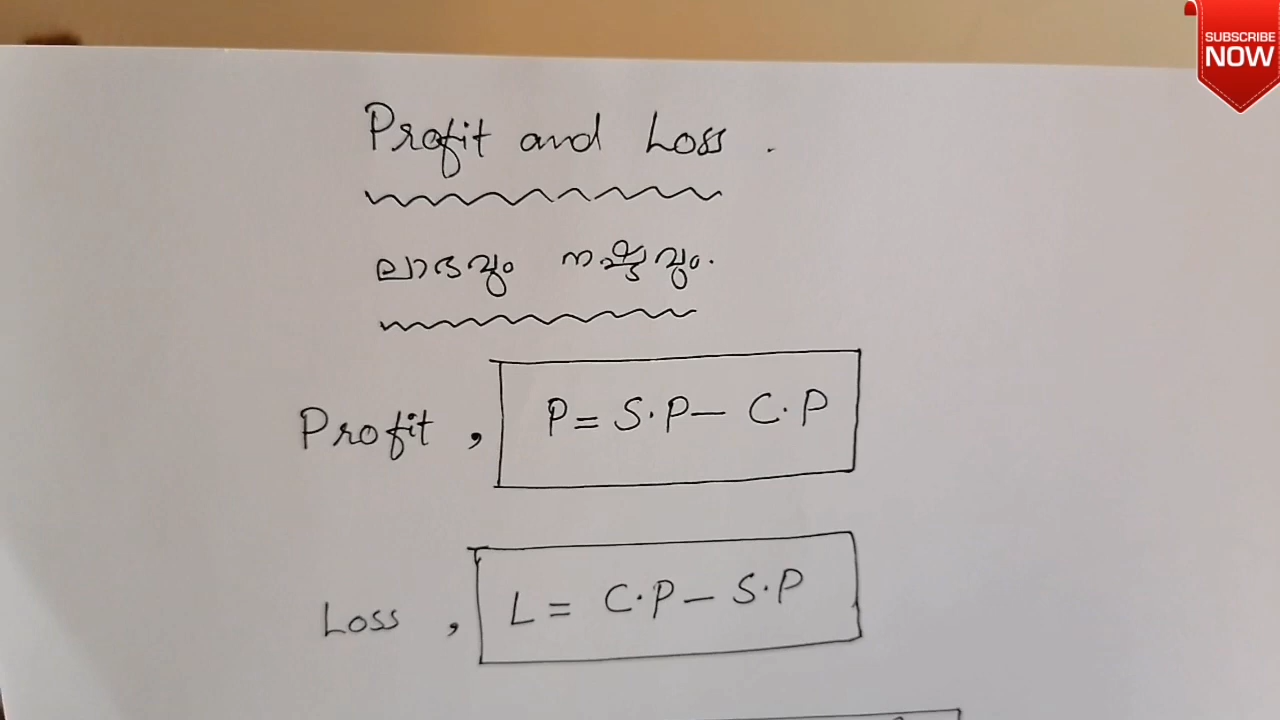 SUBSCRIBE
NOW
Profit and Loss.
ലാഭവും നഷ്ടവും.
Profit, P= S.P— C.P
Loss, L= C.P— S.P